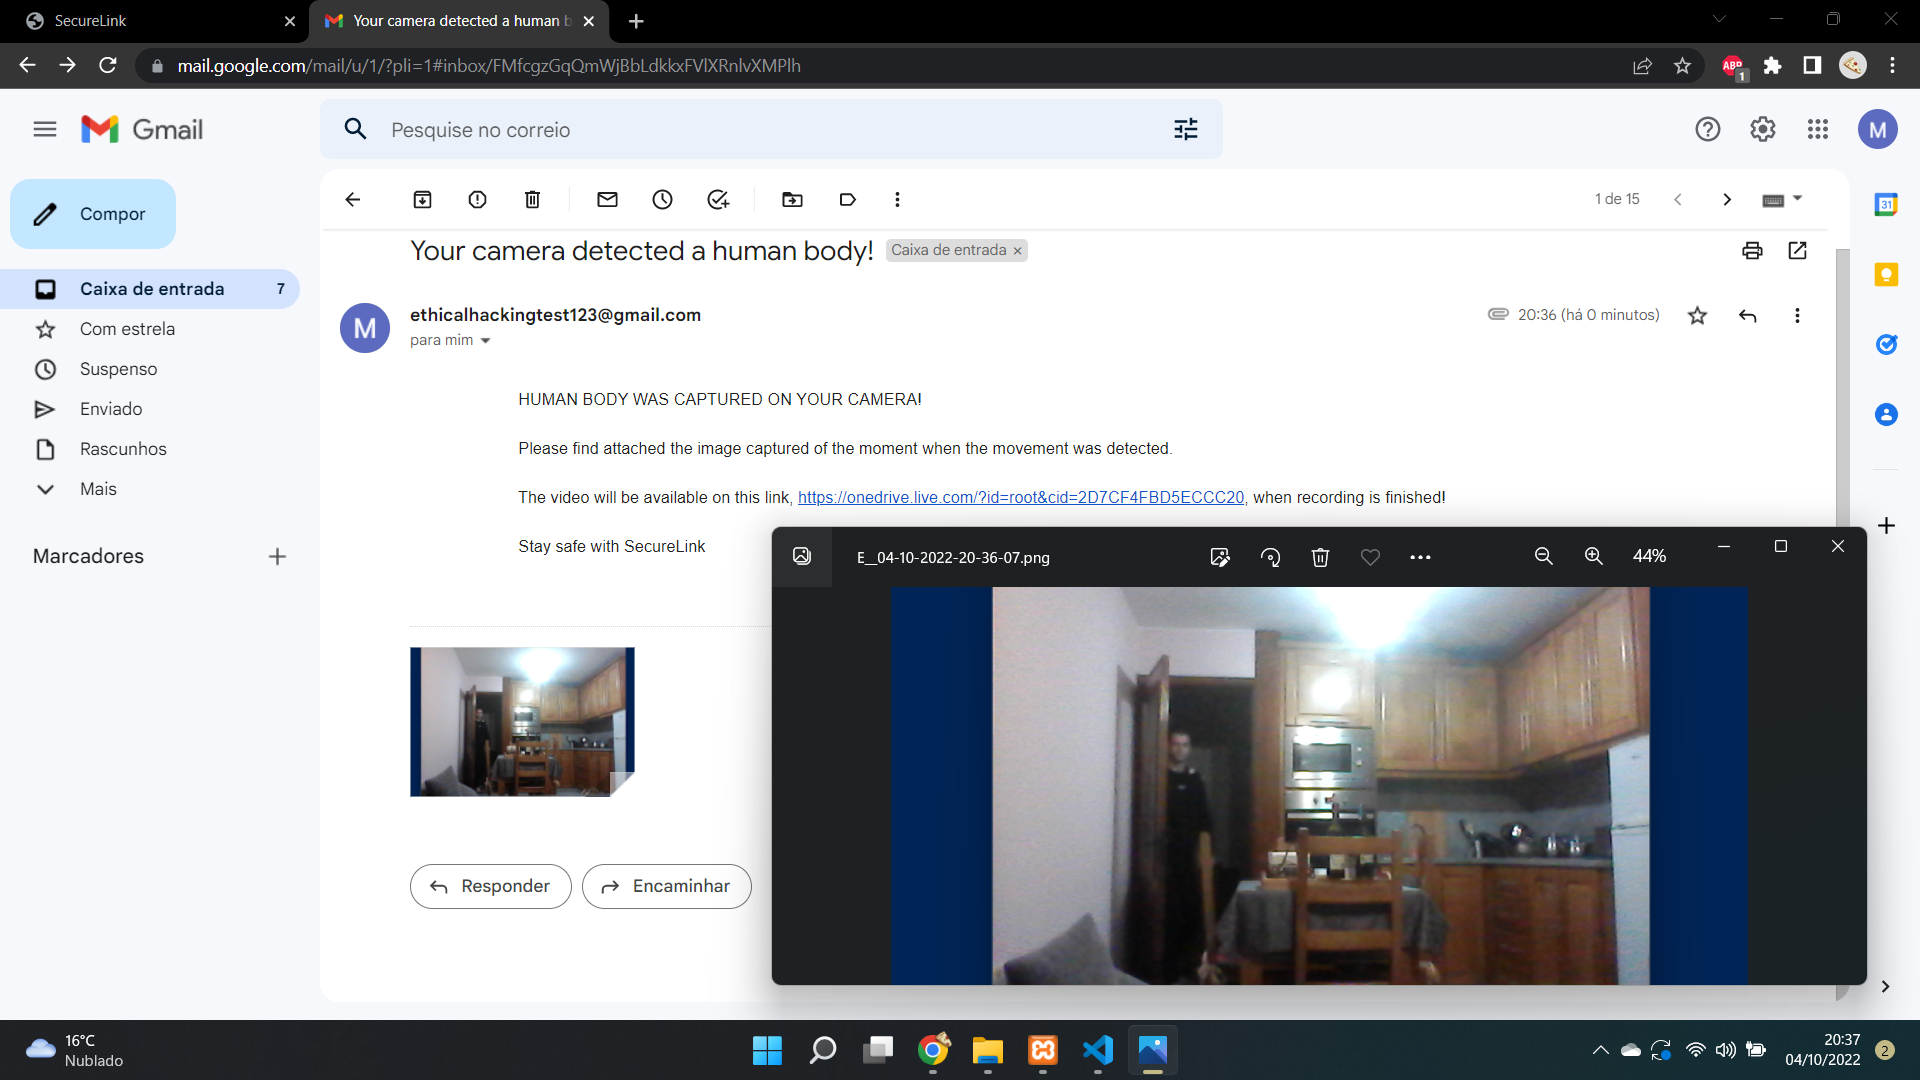 SecureLink
Your camera detected a human b
mail.google.com/mail/u/1/?pli=1#inbox/FMfcgzGqQmWjBbLdkkxFVlXRnlvXMPlh
ABP
1
Gmail
Pesquise no correio
M
Compor
1 de 15
31
Your camera detected a human body!
Caixa de entrada ×
Caixa de entrada
7
Com estrela
Suspenso
Enviado
Rascunhos
Mais
Marcadores
M
ethicalhackingtest123@gmail.com
20:36 (há 0 minutos)
para mim
HUMAN BODY WAS CAPTURED ON YOUR CAMERA!
Please find attached the image captured of the moment when the movement was detected.
The video will be available on this link, https://onedrive.live.com/?id=root&cid=2D7CF4FBD5ECCC20, when recording is finished!
Stay safe with SecureLink
E__04-10-2022-20-36-07.png
44%
Responder
Encaminhar
16°C
Nublado
20:37
04/10/2022
2